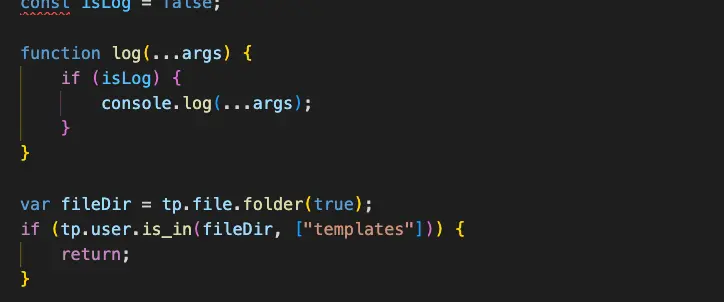 const isLog = false;
function log(...args) {
    if (isLog) {
        console.log(...args);
    }
}
var fileDir = tp.file.folder(true);
if (tp.user.is_in(fileDir, ["templates"])) {
    return;
}